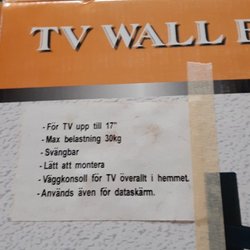 TV WALL
- För TV upp till 17"
- Max belastning 30kg
- Svängbar
- Lätt att montera
- Väggkonsoll för TV överallt i hemmet.
- Används även för dataskärm.